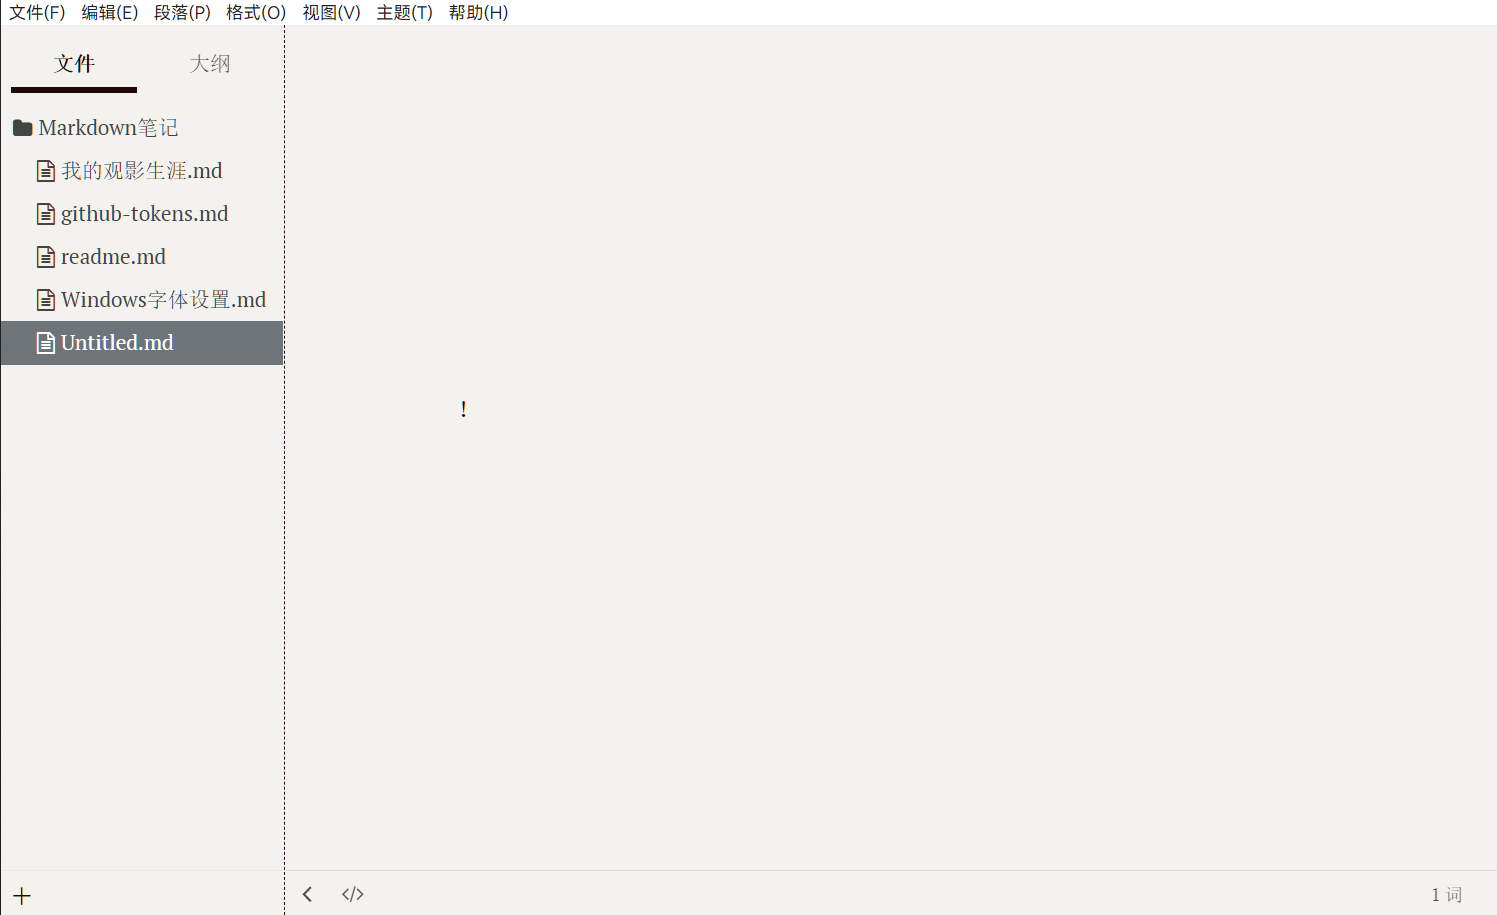 文件(F) 编辑(E) 段落(P) 格式(O) 视图(V) 主题(T) 帮助(H)
文件 大纲
Markdown笔记
我的观影生涯.md
github-tokens.md
readme.md
Windows字体设置.md
Untitled.md
!
1 词